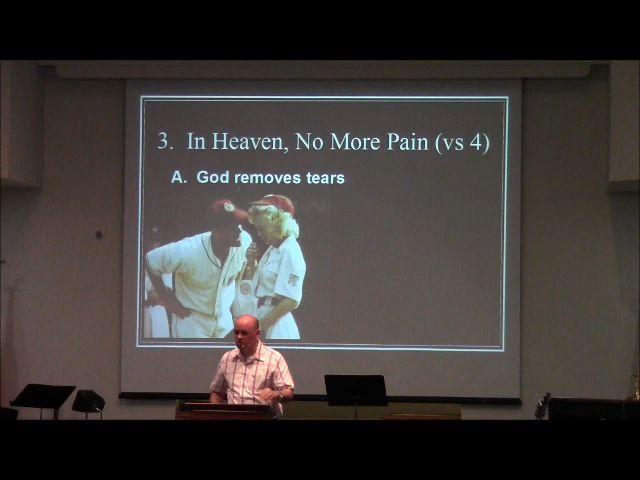 3. In Heaven, No More Pain (vs 4)
A. God removes tears